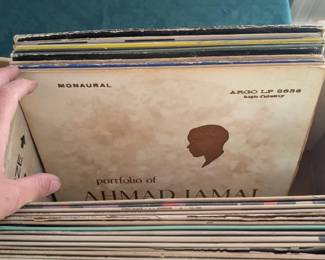 MONAURAL
ARGO LP 2638
high fidelity
portfolio of
AHMAD JAMAL